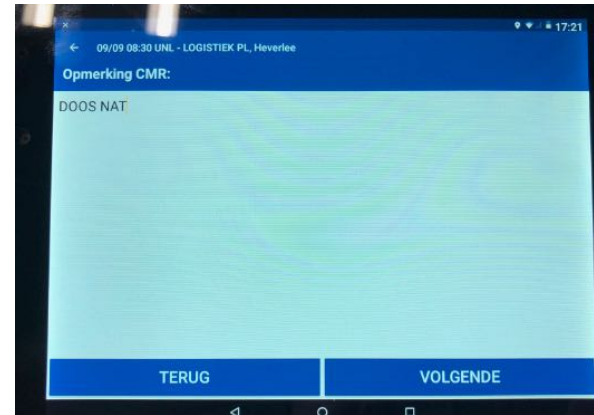 17:21
09/09 08:30 UNL - LOGISTIEK PL, Heverlee
Opmerking CMR:
DOOS NAT
TERUG
VOLGENDE